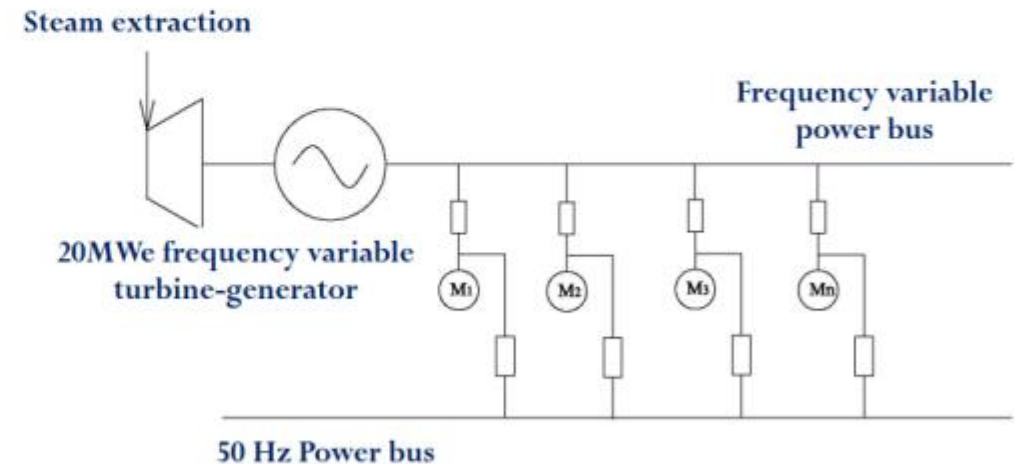 Steam extraction
Frequency variable
power bus
20MWe frequency variable
turbine-generator
M1
M2
M3
Mn
50 Hz Power bus